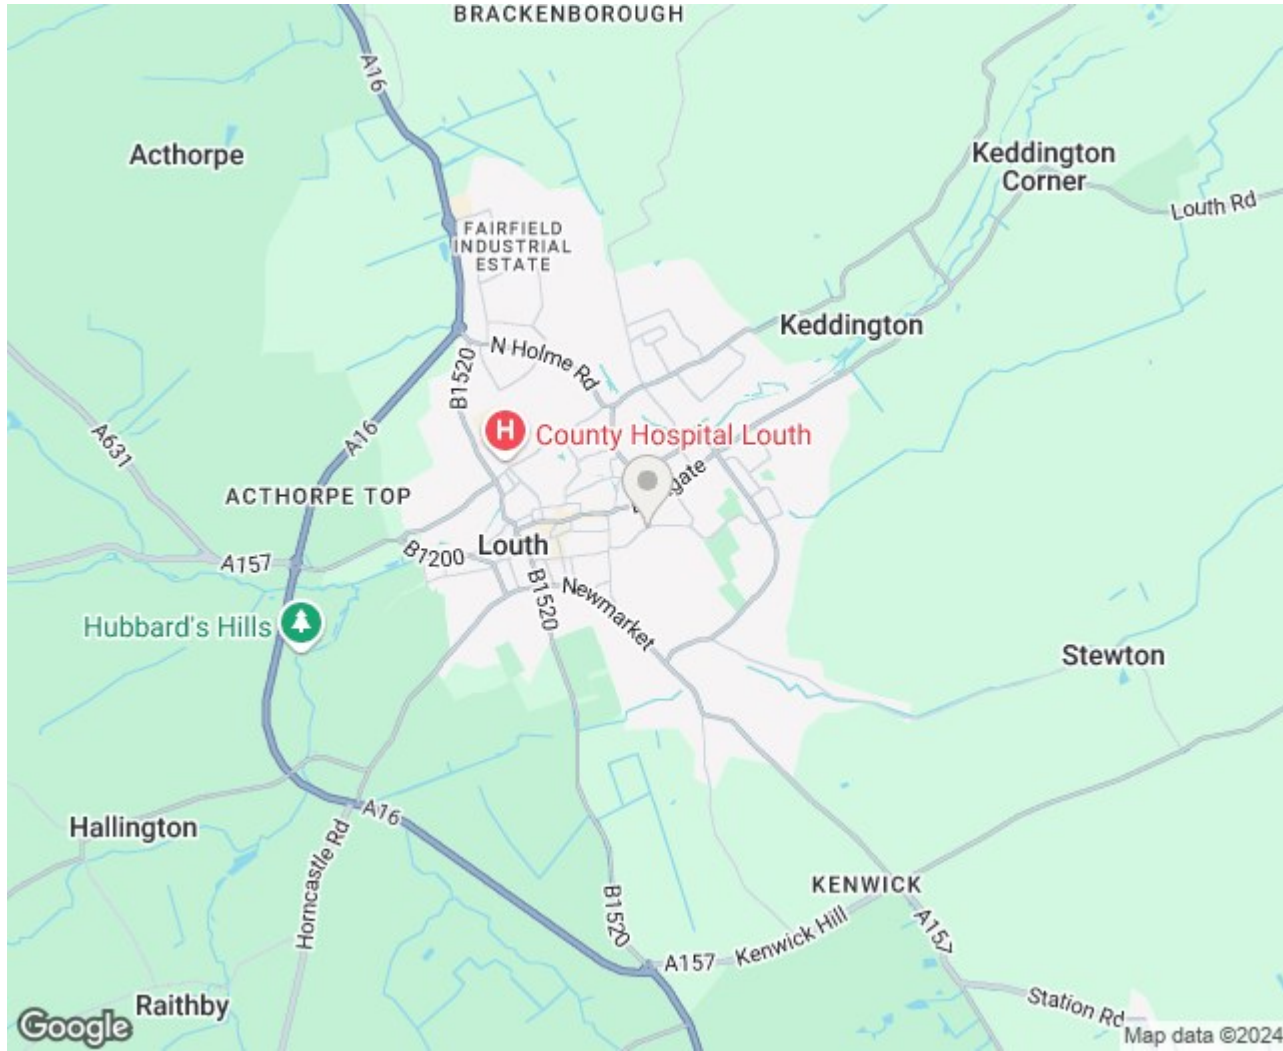 BRACKENBOROUGH
A16
Acthorpe
Keddington
Corner
Louth Rd
FAIRFIELD
INDUSTRIAL
ESTATE
Keddington
N Holme Rd
B1520
A631
A16
County Hospital Louth
ACTHORPE TOP
Louth
B1200
A157
B1520
Newmarket
Hubbard's Hills
Stewton
Hallington
A16
Horncastle Rd
KENWICK
B1520
A157
Kenwick Hill
A157
Raithby
Station Rd
Google
Map data ©2024